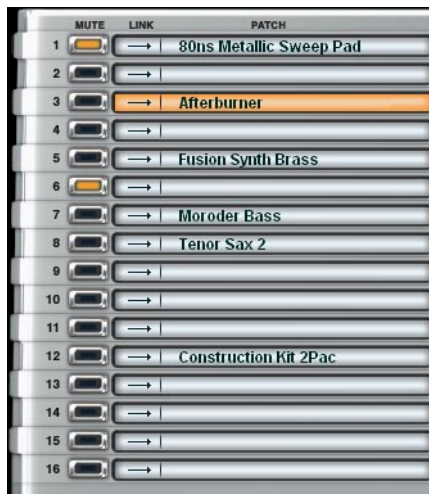 MUTE LINK PATCH
1 80ns Metallic Sweep Pad
2
3 Afterburner
4
5 Fusion Synth Brass
6
7 Moroder Bass
8 Tenor Sax 2
9
10
11
12 Construction Kit 2Pac
13
14
15
16